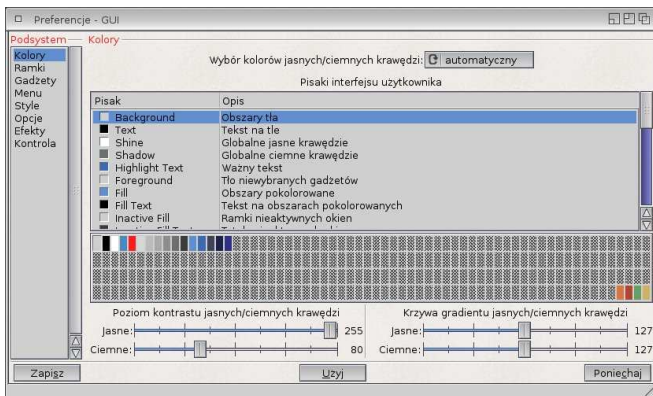 Preferencje - GUI
Podsystem
Kolory
Ramki
Gadżety
Menu
Style
Opcje
Efekty
Kontrola
Kolory
Wybór kolorów jasnych/ciemnych krawędzi: automatyczny
Pisaki interfejsu użytkownika
Pisak Opis
Background Obszary tła
Text Tekst na tle
Shine Globalne jasne krawędzie
Shadow Globalne ciemne krawędzie
Highlight Text Ważny tekst
Foreground Tło niewybranych gadżetów
Fill Obszary pokolorowane
Fill Text Tekst na obszarach pokolorowanych
Inactive Fill Ramki nieaktywnych okien
Poziom kontrastu jasnych/ciemnych krawędzi
Jasne: 255
Ciemne: 80
Krzywa gradientu jasnych/ciemnych krawędzi
Jasne: 127
Ciemne: 127
Zapisz Użyj Poniechaj